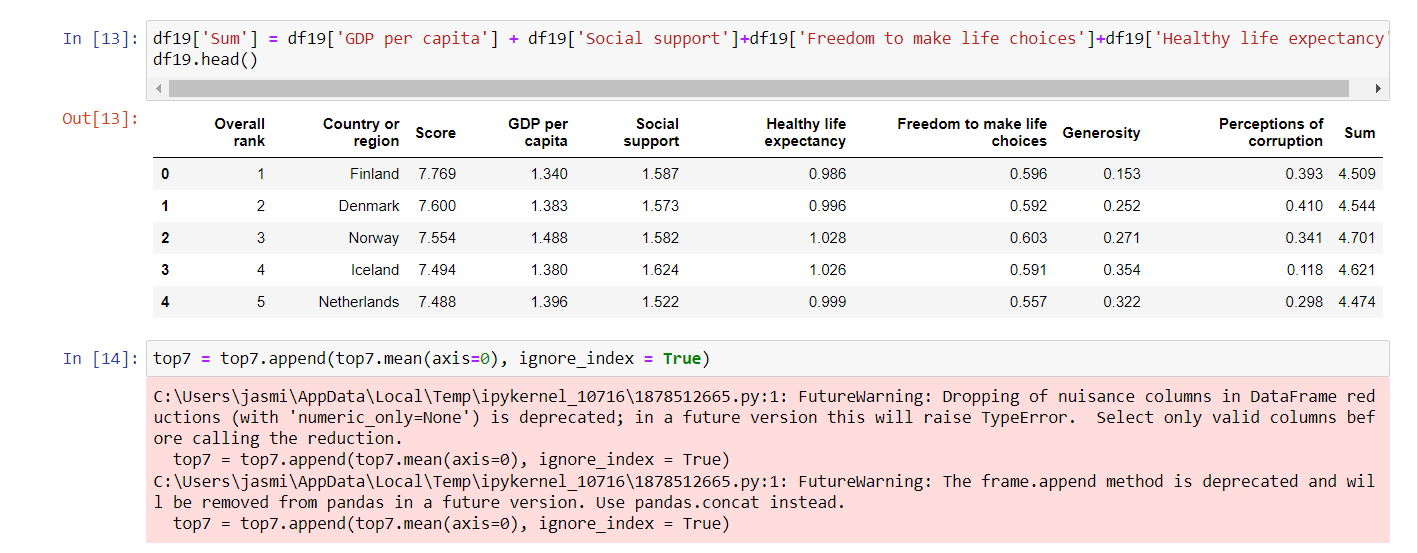 In [13]: df19['Sum'] = df19['GDP per capita'] + df19['Social support']+df19['Freedom to make life choices']+df19['Healthy life expectancy'
df19.head()
Out[13]:
Overall rank Country or region Score GDP per capita Social support Healthy life expectancy Freedom to make life choices Generosity Perceptions of corruption Sum
0 1 Finland 7.769 1.340 1.587 0.986 0.596 0.153 0.393 4.509
1 2 Denmark 7.600 1.383 1.573 0.996 0.592 0.252 0.410 4.544
2 3 Norway 7.554 1.488 1.582 1.028 0.603 0.271 0.341 4.701
3 4 Iceland 7.494 1.380 1.624 1.026 0.591 0.354 0.118 4.621
4 5 Netherlands 7.488 1.396 1.522 0.999 0.557 0.322 0.298 4.474
In [14]: top7 = top7.append(top7.mean(axis=0), ignore_index = True)
C:\Users\jasmi\AppData\Local\Temp\ipykernel_10716\1878512665.py:1: FutureWarning: Dropping of nuisance columns in DataFrame red
uctions (with 'numeric_only=None') is deprecated; in a future version this will raise TypeError.  Select only valid columns bef
ore calling the reduction.
  top7 = top7.append(top7.mean(axis=0), ignore_index = True)
C:\Users\jasmi\AppData\Local\Temp\ipykernel_10716\1878512665.py:1: FutureWarning: The frame.append method is deprecated and wil
l be removed from pandas in a future version. Use pandas.concat instead.
  top7 = top7.append(top7.mean(axis=0), ignore_index = True)